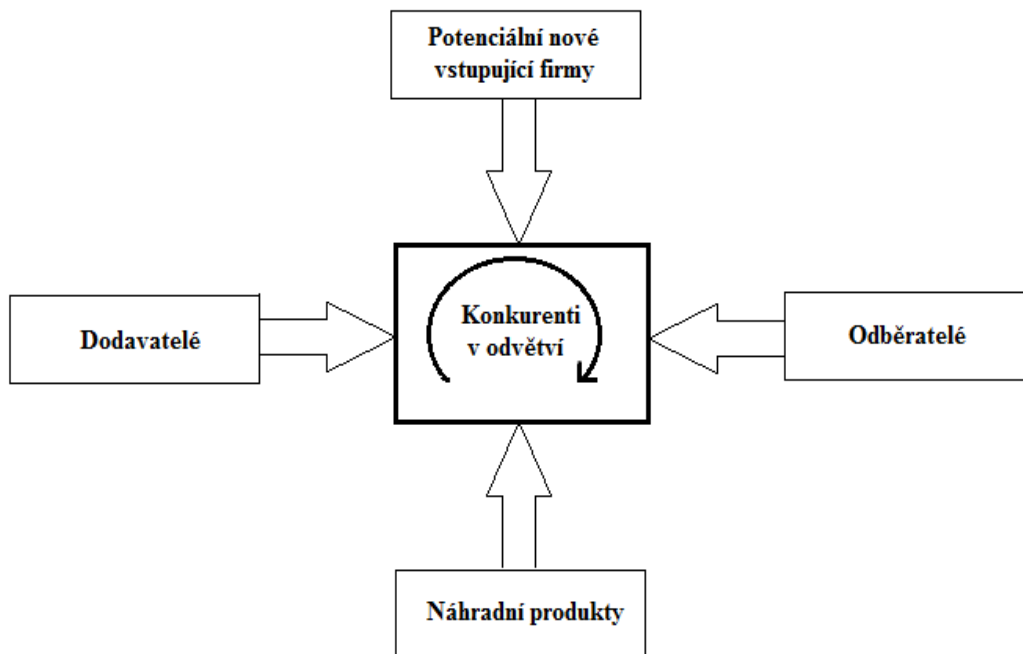 Potenciální nové
vstupující firmy
Dodavatelé
Konkurenti
v odvětví
Odběratelé
Náhradní produkty